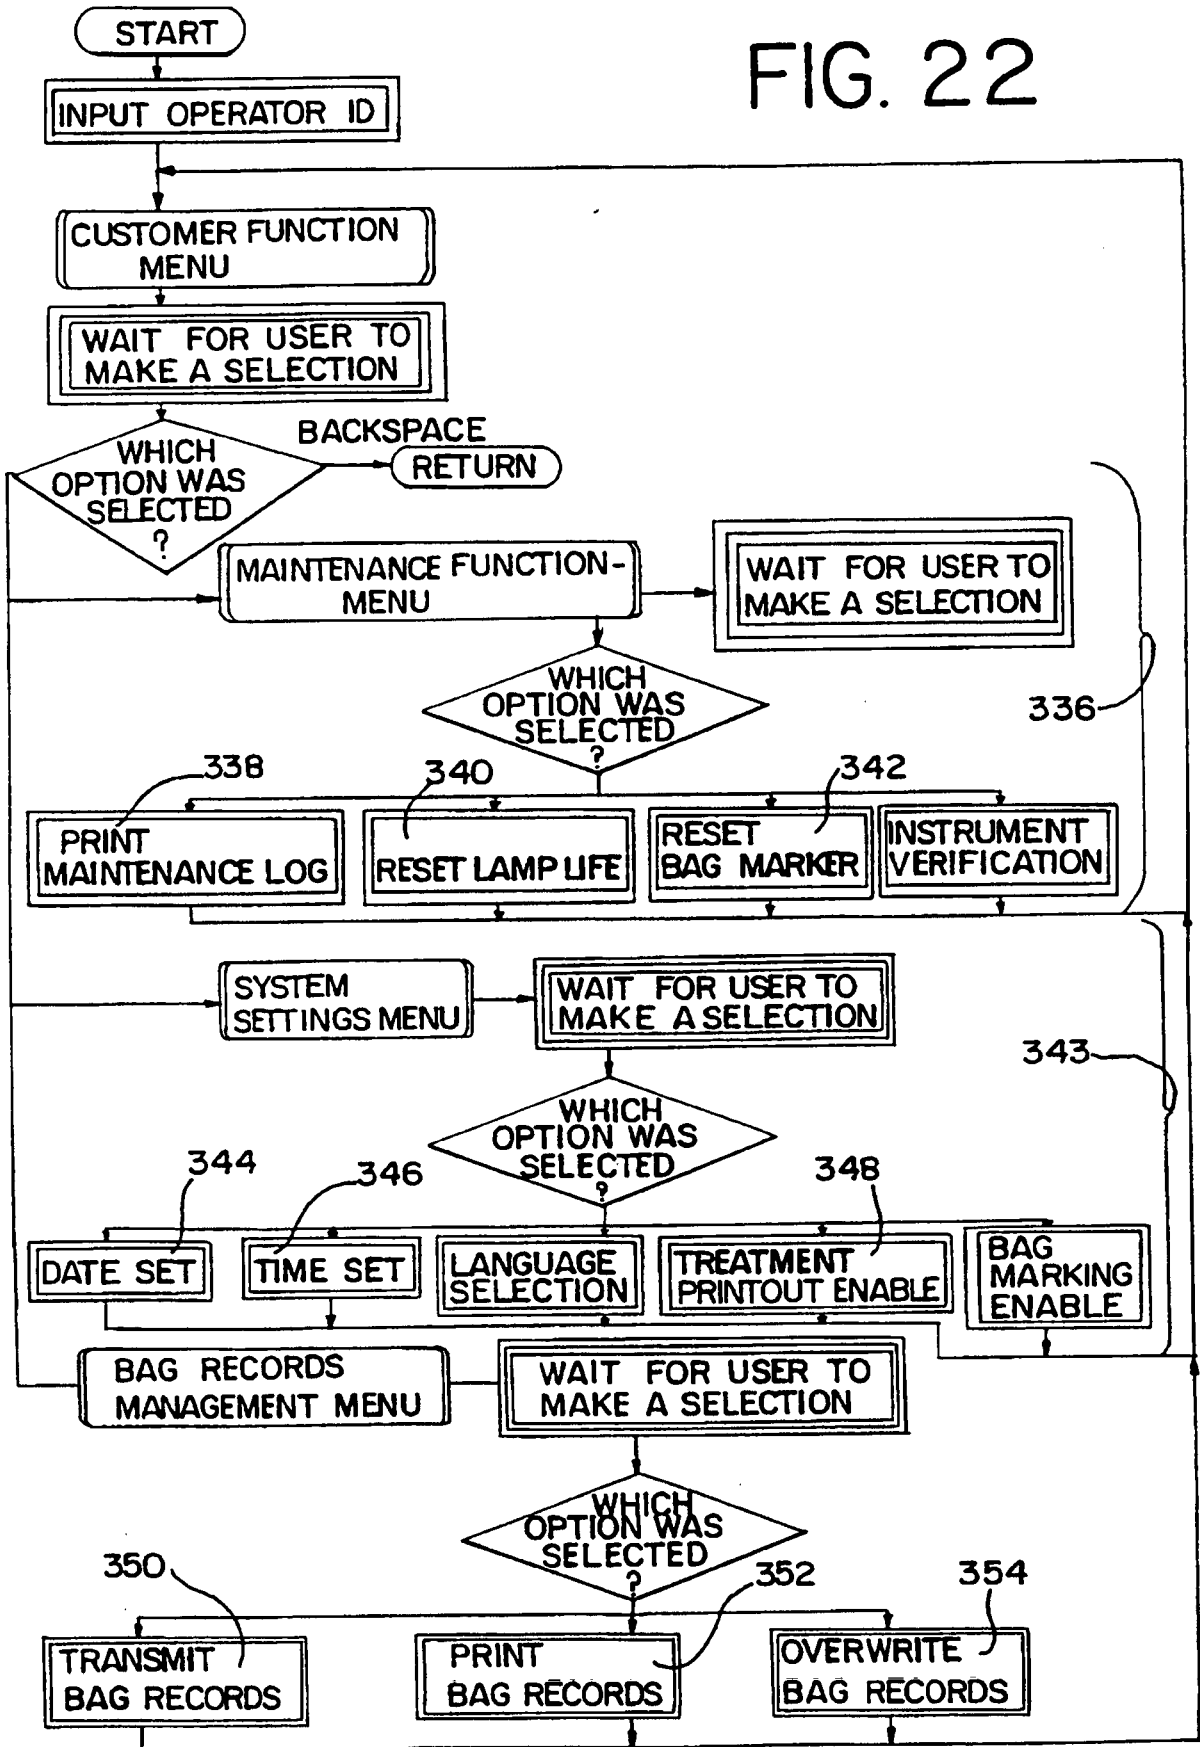 START
FIG. 22
INPUT OPERATOR ID
CUSTOMER FUNCTION
MENU
WAIT FOR USER TO
MAKE A SELECTION
BACKSPACE
WHICH
OPTION WAS
SELECTED
?
RETURN
MAINTENANCE FUNCTION-
MENU
WAIT FOR USER TO
MAKE A SELECTION
WHICH
OPTION WAS
SELECTED
?
336
338
340
342
PRINT
MAINTENANCE LOG
RESET LAMP LIFE
RESET
BAG MARKER
INSTRUMENT
VERIFICATION
SYSTEM
SETTINGS MENU
WAIT FOR USER TO
MAKE A SELECTION
343
WHICH
OPTION WAS
SELECTED
?
344
346
348
DATE SET
TIME SET
LANGUAGE
SELECTION
TREATMENT
PRINTOUT ENABLE
BAG
MARKING
ENABLE
BAG RECORDS
MANAGEMENT MENU
WAIT FOR USER TO
MAKE A SELECTION
WHICH
OPTION WAS
SELECTED
?
350
352
354
TRANSMIT
BAG RECORDS
PRINT
BAG RECORDS
OVERWRITE
BAG RECORDS